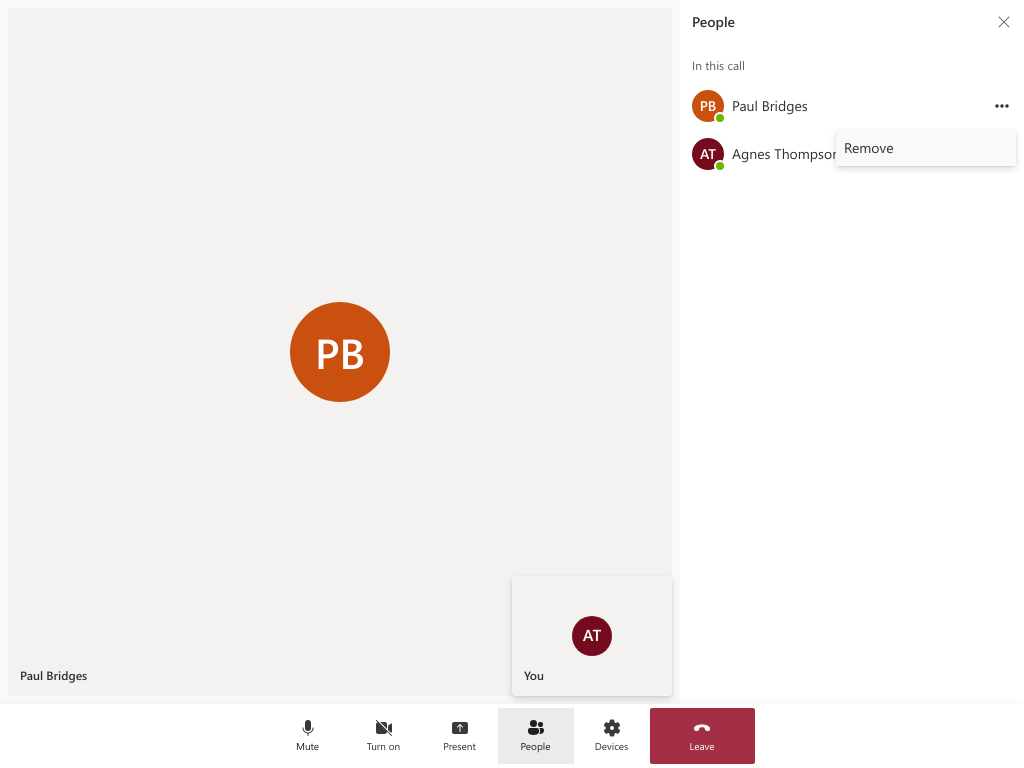 People
In this call
PB Paul Bridges
AT Agnes Thompson
Remove
PB
AT
Paul Bridges
You
Mute
Turn on
Present
People
Devices
Leave